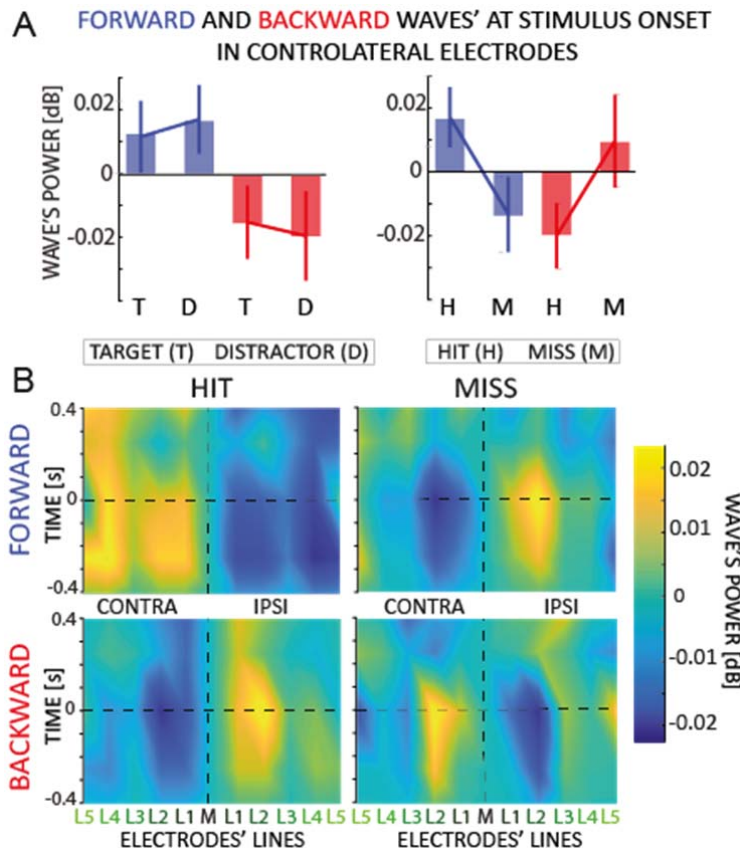 A
FORWARD AND BACKWARD WAVES' AT STIMULUS ONSET
IN CONTROLATERAL ELECTRODES
WAVE'S POWER [dB]
0.02
0
-0.02
T D T D
0.02
0
-0.02
H M H M
TARGET (T) DISTRACTOR (D)
HIT (H) MISS (M)
B
HIT
MISS
FORWARD
TIME [s]
0.4
0
-0.4
CONTRA IPSI
CONTRA IPSI
BACKWARD
TIME [s]
0.4
0
-0.4
L5 L4 L3 L2 L1 M L1 L2 L3 L4 L5
L5 L4 L3 L2 L1 M L1 L2 L3 L4 L5
ELECTRODES' LINES
ELECTRODES' LINES
0.02
0.01
0
-0.01
-0.02
WAVE'S POWER [dB]